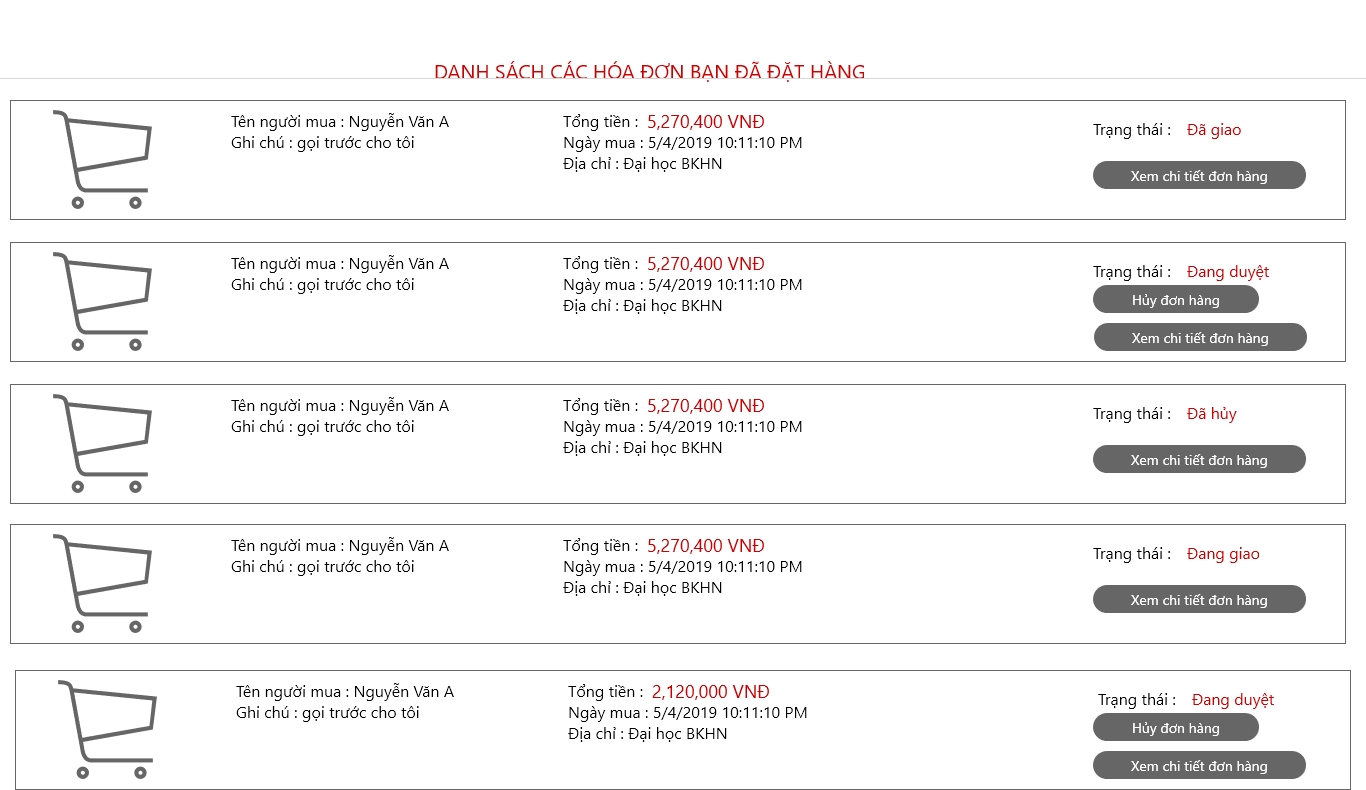 DANH SÁCH CÁC HÓA ĐƠN BẠN ĐÃ ĐẶT HÀNG
Tên người mua : Nguyễn Văn A
Ghi chú : gọi trước cho tôi
Tổng tiền : 5,270,400 VNĐ
Ngày mua : 5/4/2019 10:11:10 PM
Địa chỉ : Đại học BKHN
Trạng thái : Đã giao
Xem chi tiết đơn hàng
Tên người mua : Nguyễn Văn A
Ghi chú : gọi trước cho tôi
Tổng tiền : 5,270,400 VNĐ
Ngày mua : 5/4/2019 10:11:10 PM
Địa chỉ : Đại học BKHN
Trạng thái : Đang duyệt
Hủy đơn hàng
Xem chi tiết đơn hàng
Tên người mua : Nguyễn Văn A
Ghi chú : gọi trước cho tôi
Tổng tiền : 5,270,400 VNĐ
Ngày mua : 5/4/2019 10:11:10 PM
Địa chỉ : Đại học BKHN
Trạng thái : Đã hủy
Xem chi tiết đơn hàng
Tên người mua : Nguyễn Văn A
Ghi chú : gọi trước cho tôi
Tổng tiền : 5,270,400 VNĐ
Ngày mua : 5/4/2019 10:11:10 PM
Địa chỉ : Đại học BKHN
Trạng thái : Đang giao
Xem chi tiết đơn hàng
Tên người mua : Nguyễn Văn A
Ghi chú : gọi trước cho tôi
Tổng tiền : 2,120,000 VNĐ
Ngày mua : 5/4/2019 10:11:10 PM
Địa chỉ : Đại học BKHN
Trạng thái : Đang duyệt
Hủy đơn hàng
Xem chi tiết đơn hàng